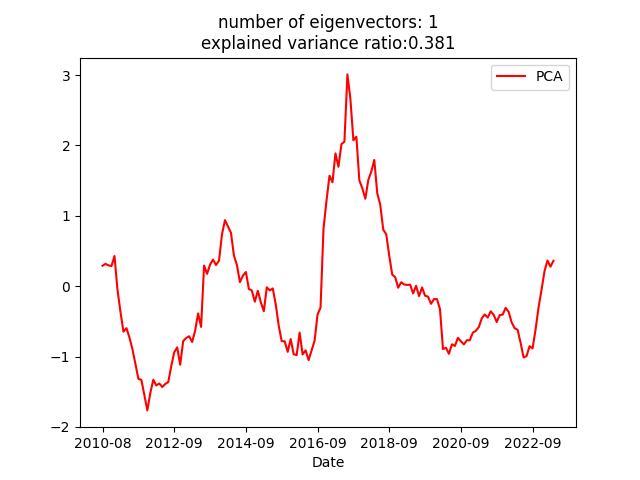 number of eigenvectors: 1
explained variance ratio:0.381
PCA
3
2
1
0
−1
−2
2010-08 2012-09 2014-09 2016-09 2018-09 2020-09 2022-09
Date